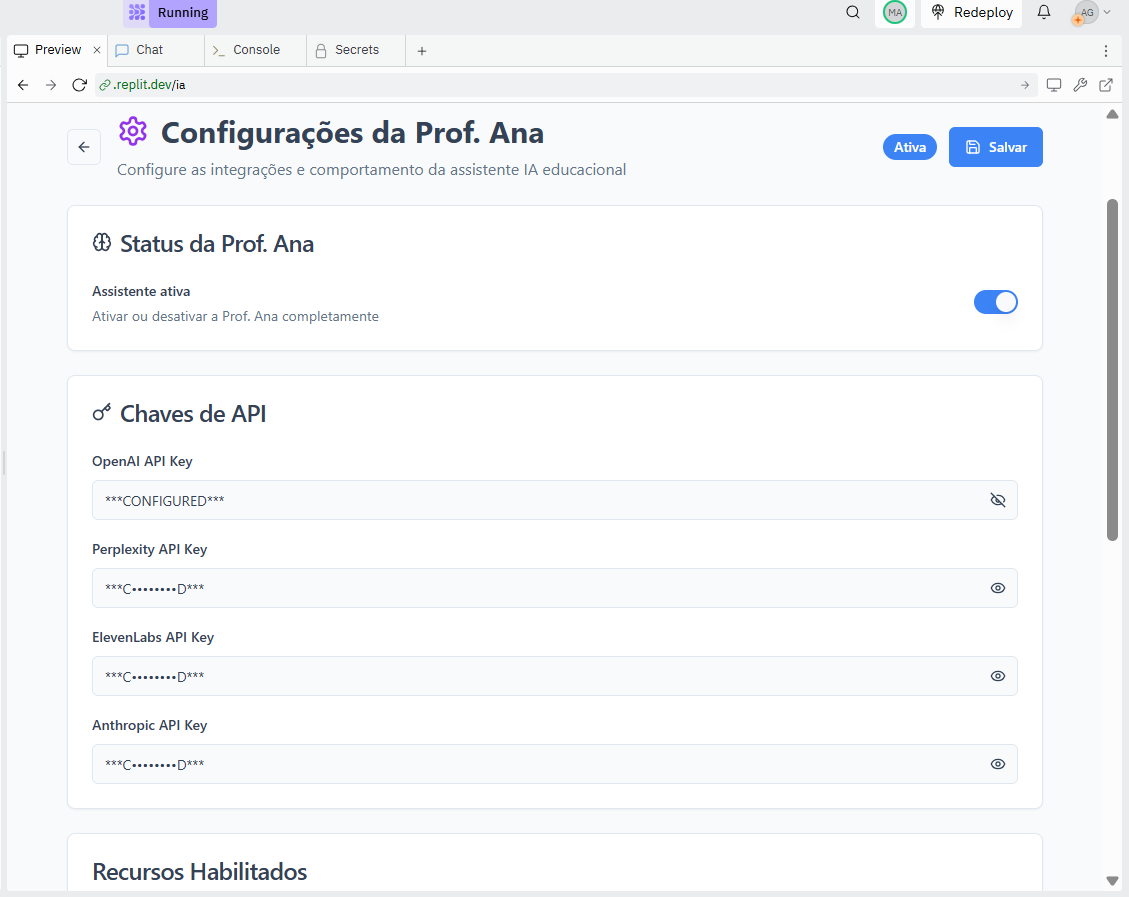 Running
MA
Redeploy
AG
Preview
Chat
Console
Secrets
.replit.dev/ia
Configurações da Prof. Ana
Configure as integrações e comportamento da assistente IA educacional
Ativa
Salvar
Status da Prof. Ana
Assistente ativa
Ativar ou desativar a Prof. Ana completamente
Chaves de API
OpenAI API Key
***CONFIGURED***
Perplexity API Key
***C••••••••D***
ElevenLabs API Key
***C••••••••D***
Anthropic API Key
***C••••••••D***
Recursos Habilitados